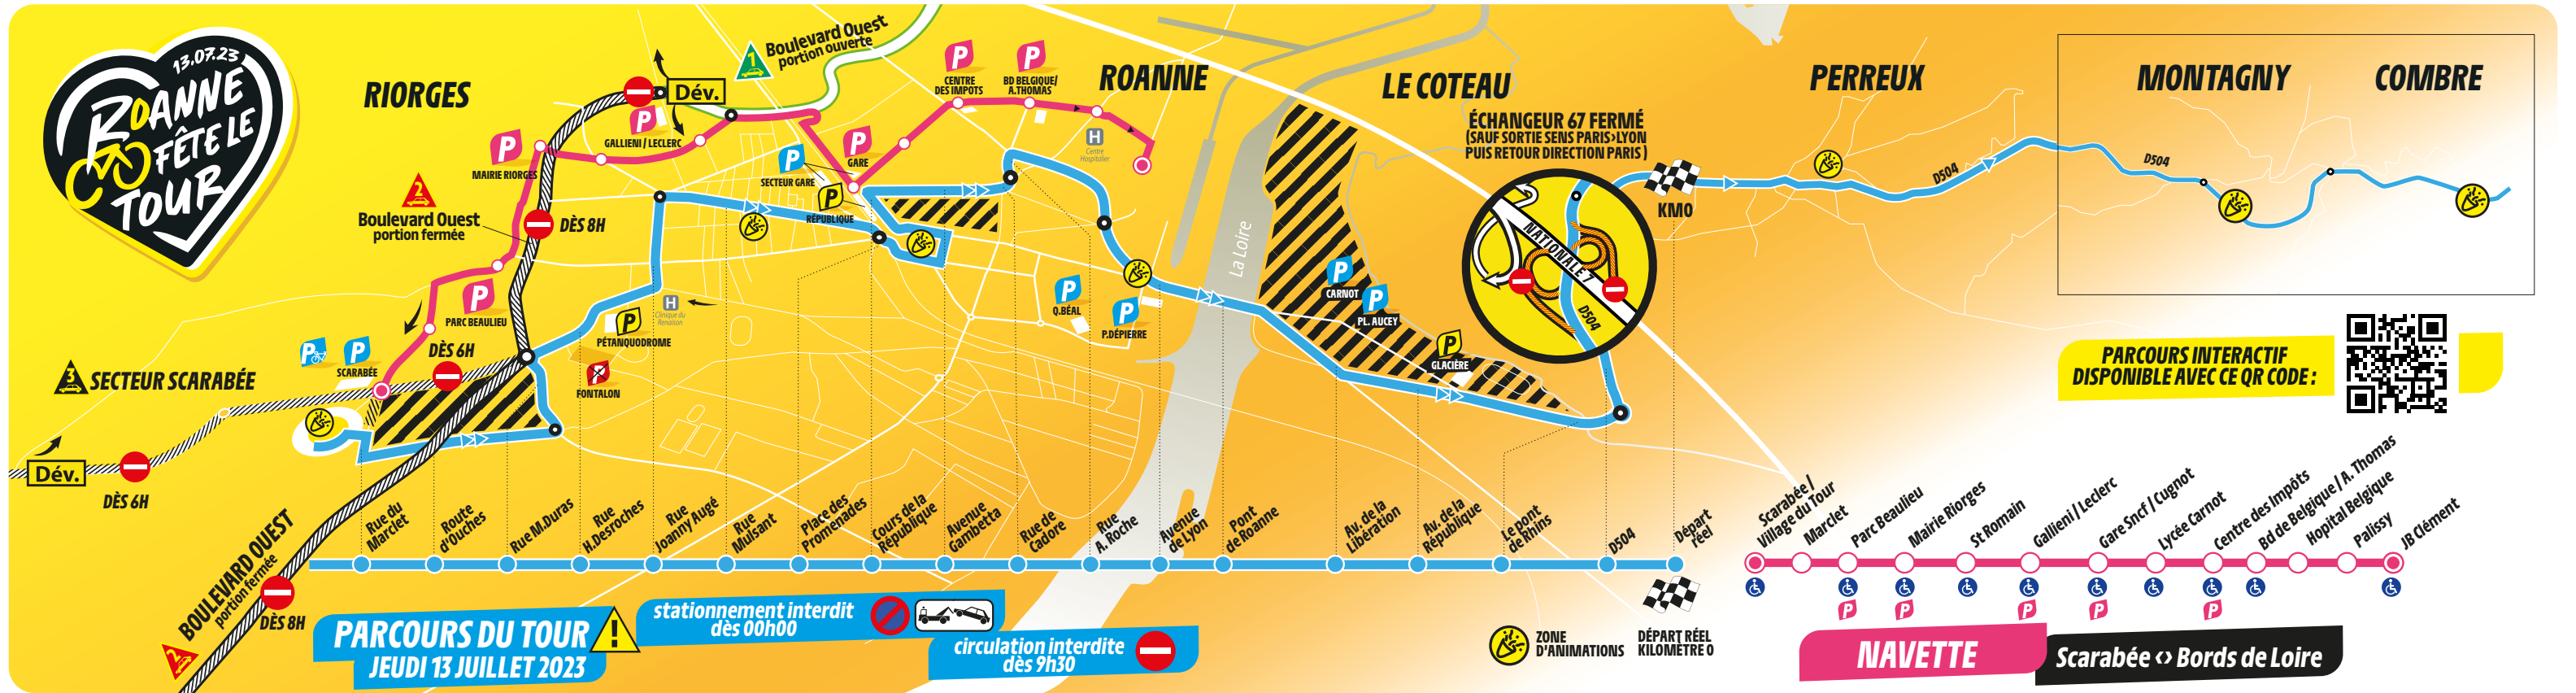 13.07.23
ROANNE
FÊTE LE
TOUR
RIORGES
ROANNE
LE COTEAU
PERREUX
MONTAGNY
COMBRE
1
Boulevard Ouest
portion ouverte
Dév.
P
GALLIENI / LECLERC
P
MAIRIE RIORGES
2
Boulevard Ouest
portion fermée
DÈS 8H
P
CENTRE
DES IMPOTS
P
BD BELGIQUE/
A.THOMAS
H
Centre
Hospitalier
P
GARE
P
SECTEUR GARE
P
RÉPUBLIQUE
La Loire
ÉCHANGEUR 67 FERMÉ
(SAUF SORTIE SENS PARIS>LYON
PUIS RETOUR DIRECTION PARIS )
NATIONALE 7
D504
KM0
D504
D504
P
PARC BEAULIEU
H
Clinique du
Renaison
P
PÉTANQUODROME
P
FONTALON
P
Q.BÉAL
P
P.DÉPIERRE
P
CARNOT
P
PL. AUCEY
P
GLACIÈRE
P
P
SCARABÉE
DÈS 6H
3
SECTEUR SCARABÉE
Dév.
DÈS 6H
PARCOURS INTERACTIF
DISPONIBLE AVEC CE QR CODE :
BOULEVARD OUEST
portion fermée
2
DÈS 8H
Rue du
Marclet
Route
d'Ouches
Rue M.Duras
Rue
H.Desroches
Rue
Joanny Augé
Rue
Mulsant
Place des
Promenades
Cours de la
République
Avenue
Gambetta
Rue de
Cadore
Rue
A. Roche
Avenue
de Lyon
Pont
de Roanne
Av. de la
Libération
Av. de la
République
Le pont
de Rhins
D504
Départ
réel
Scarabée /
Village du Tour
Marclet
Parc Beaulieu
Mairie Riorges
St Romain
Gallieni / Leclerc
Gare Sncf / Cugnot
Lycée Carnot
Centre des Impôts
Bd de Belgique / A. Thomas
Hopital Belgique
Palissy
JB Clément
P
P
P
P
P
PARCOURS DU TOUR
JEUDI 13 JUILLET 2023
!
stationnement interdit
dès 00h00
circulation interdite
dès 9h30
ZONE
D'ANIMATIONS
DÉPART RÉEL
KILOMÈTRE 0
NAVETTE
Scarabée <> Bords de Loire